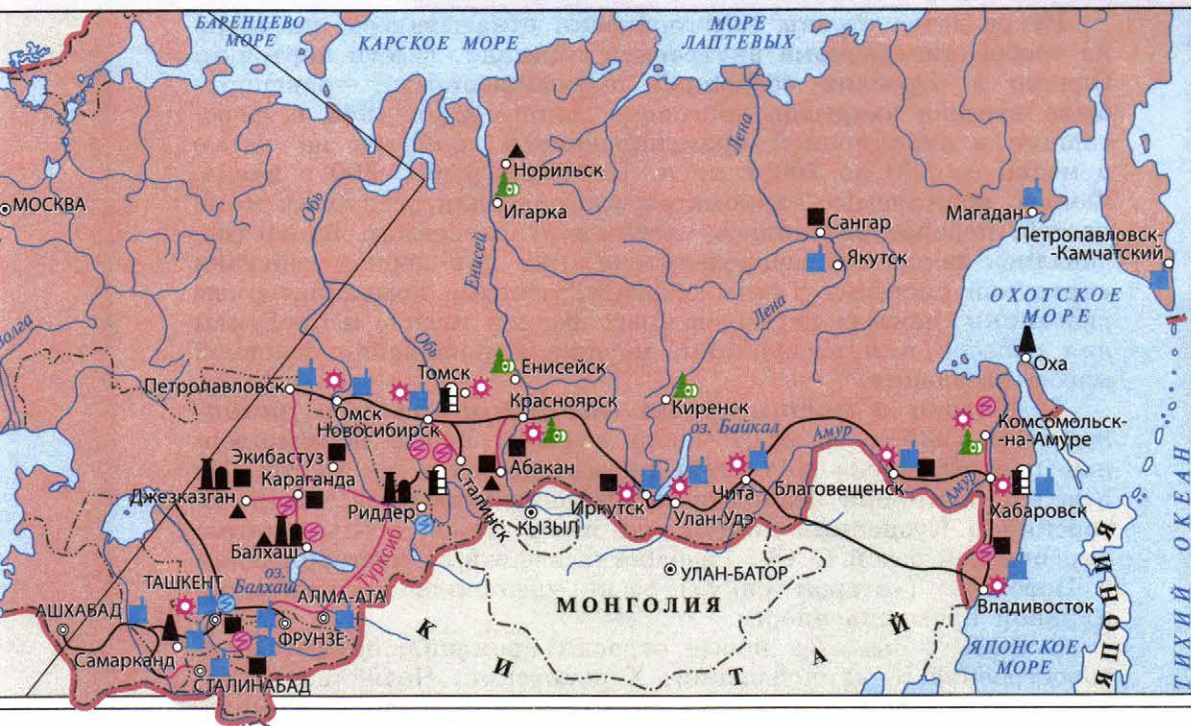 БАРЕНЦЕВО
МОРЕ
КАРСКОЕ МОРЕ
МОРЕ
ЛАПТЕВЫХ
Норильск
Игарка
Обь
Енисей
Лена
МОСКВА
Сангар
Якутск
Магадан
Петропавловск-
-Камчатский
ОХОТСКОЕ
МОРЕ
Оха
Волга
Обь
Лена
Томск
Енисейск
Петропавловск
Омск
Новосибирск
Красноярск
Киренск
оз. Байкал
Амур
Комсомольск-
-на-Амуре
Экибастуз
Караганда
Джезказган
Риддер
Сталинск
Абакан
КЫЗЫЛ
Иркутск
Улан-Удэ
Чита
Благовещенск
Амур
Хабаровск
Балхаш
оз.
Балхаш
Турксиб
УЛАН-БАТОР
МОНГОЛИЯ
КИТАЙ
ТАШКЕНТ
АЛМА-АТА
АШХАБАД
ФРУНЗЕ
Самарканд
СТАЛИНАБАД
Владивосток
ЯПОНСКОЕ
МОРЕ
ЯПОНИЯ
ТИХИЙ ОКЕАН